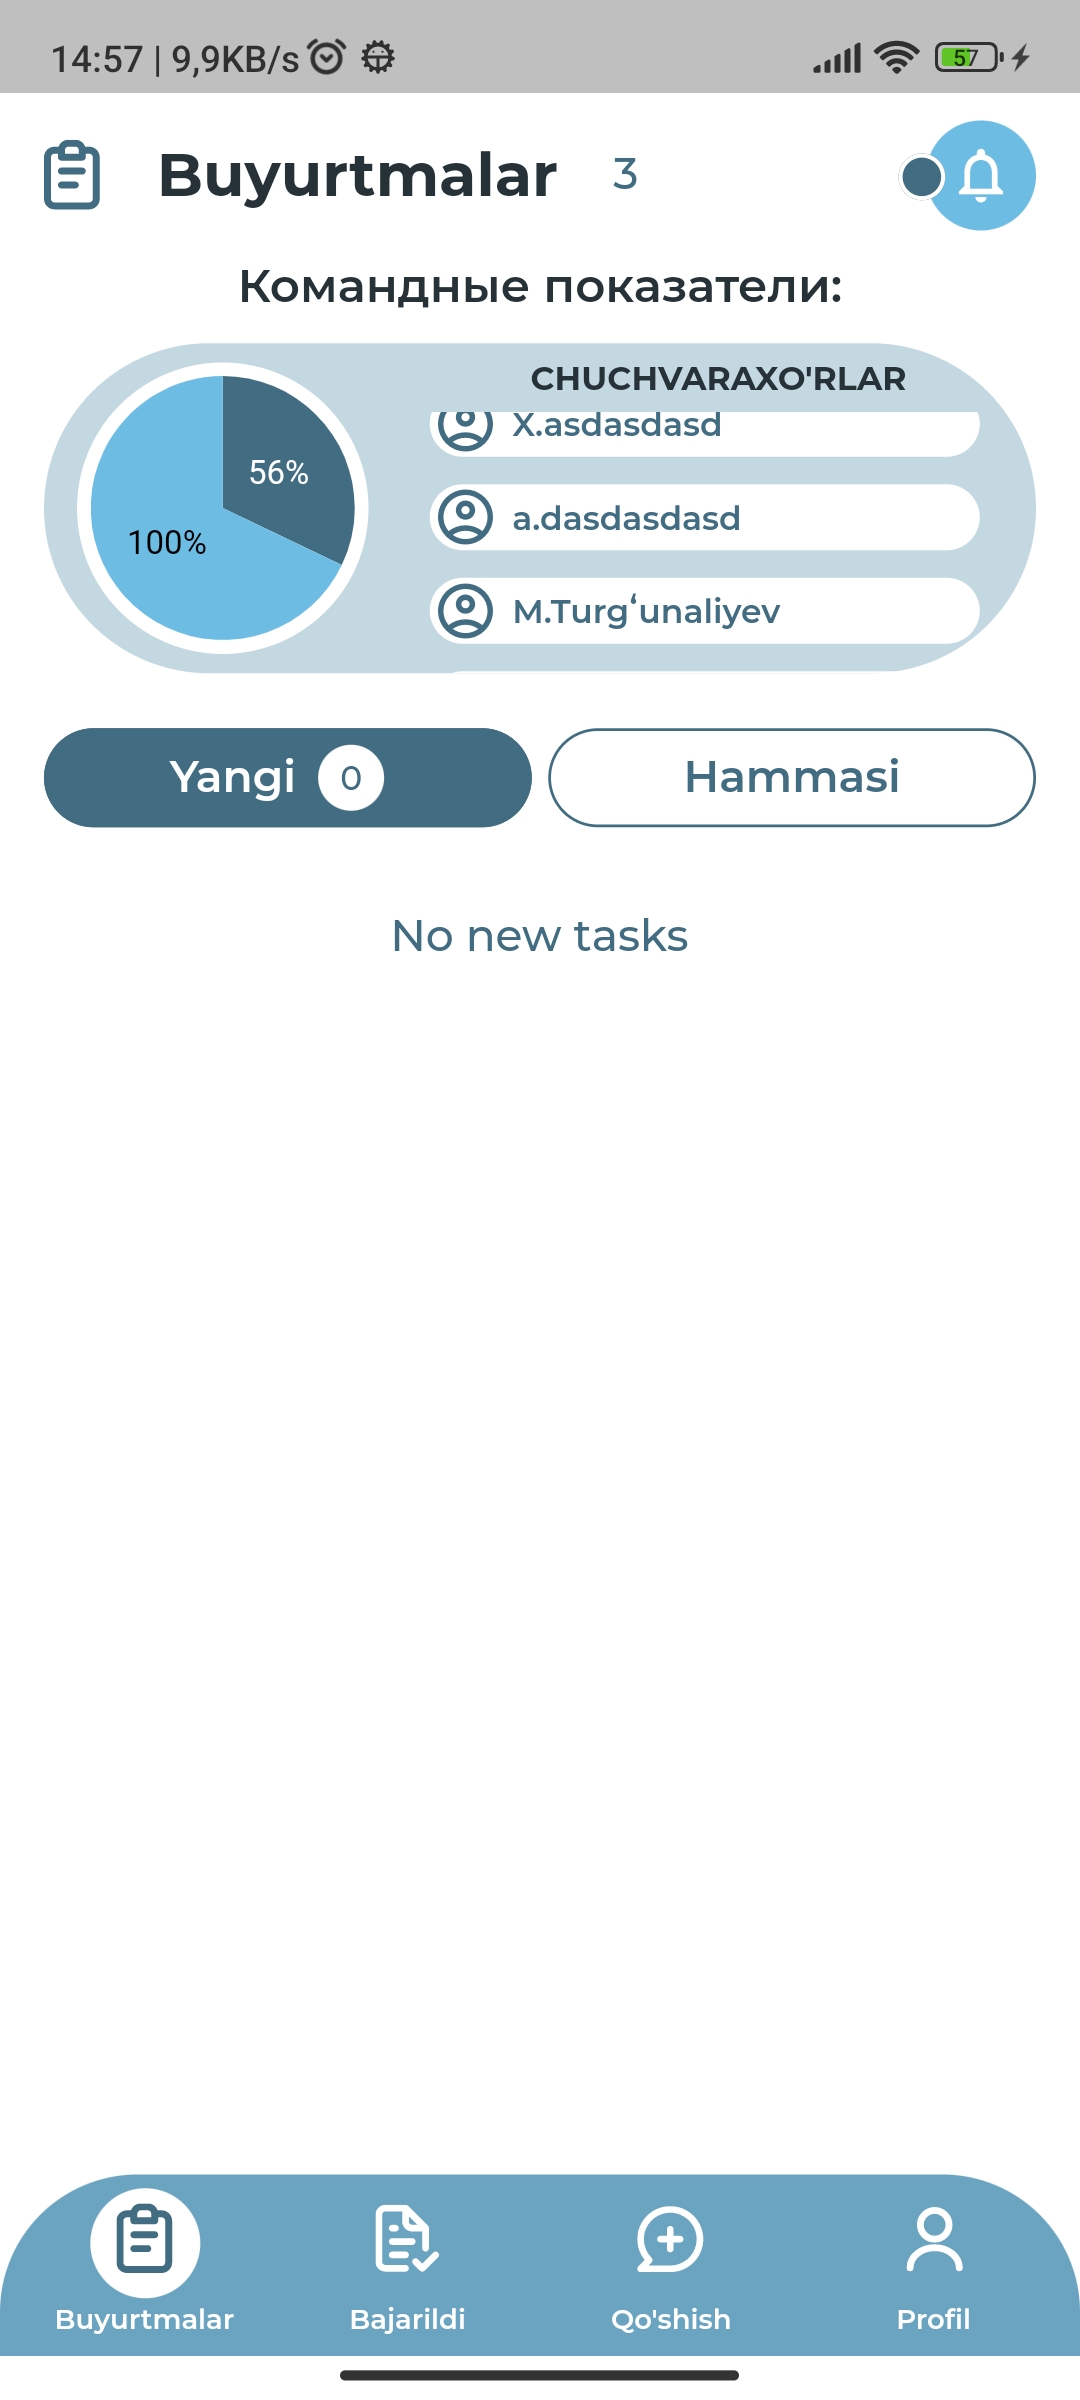 14:57 | 9,9KB/s
57
Buyurtmalar 3
Командные показатели:
CHUCHVARAXO'RLAR
X.asdasdasd
56%
a.dasdasdasd
100%
M.Turgʻunaliyev
Yangi 0
Hammasi
No new tasks
Buyurtmalar
Bajarildi
Qo'shish
Profil